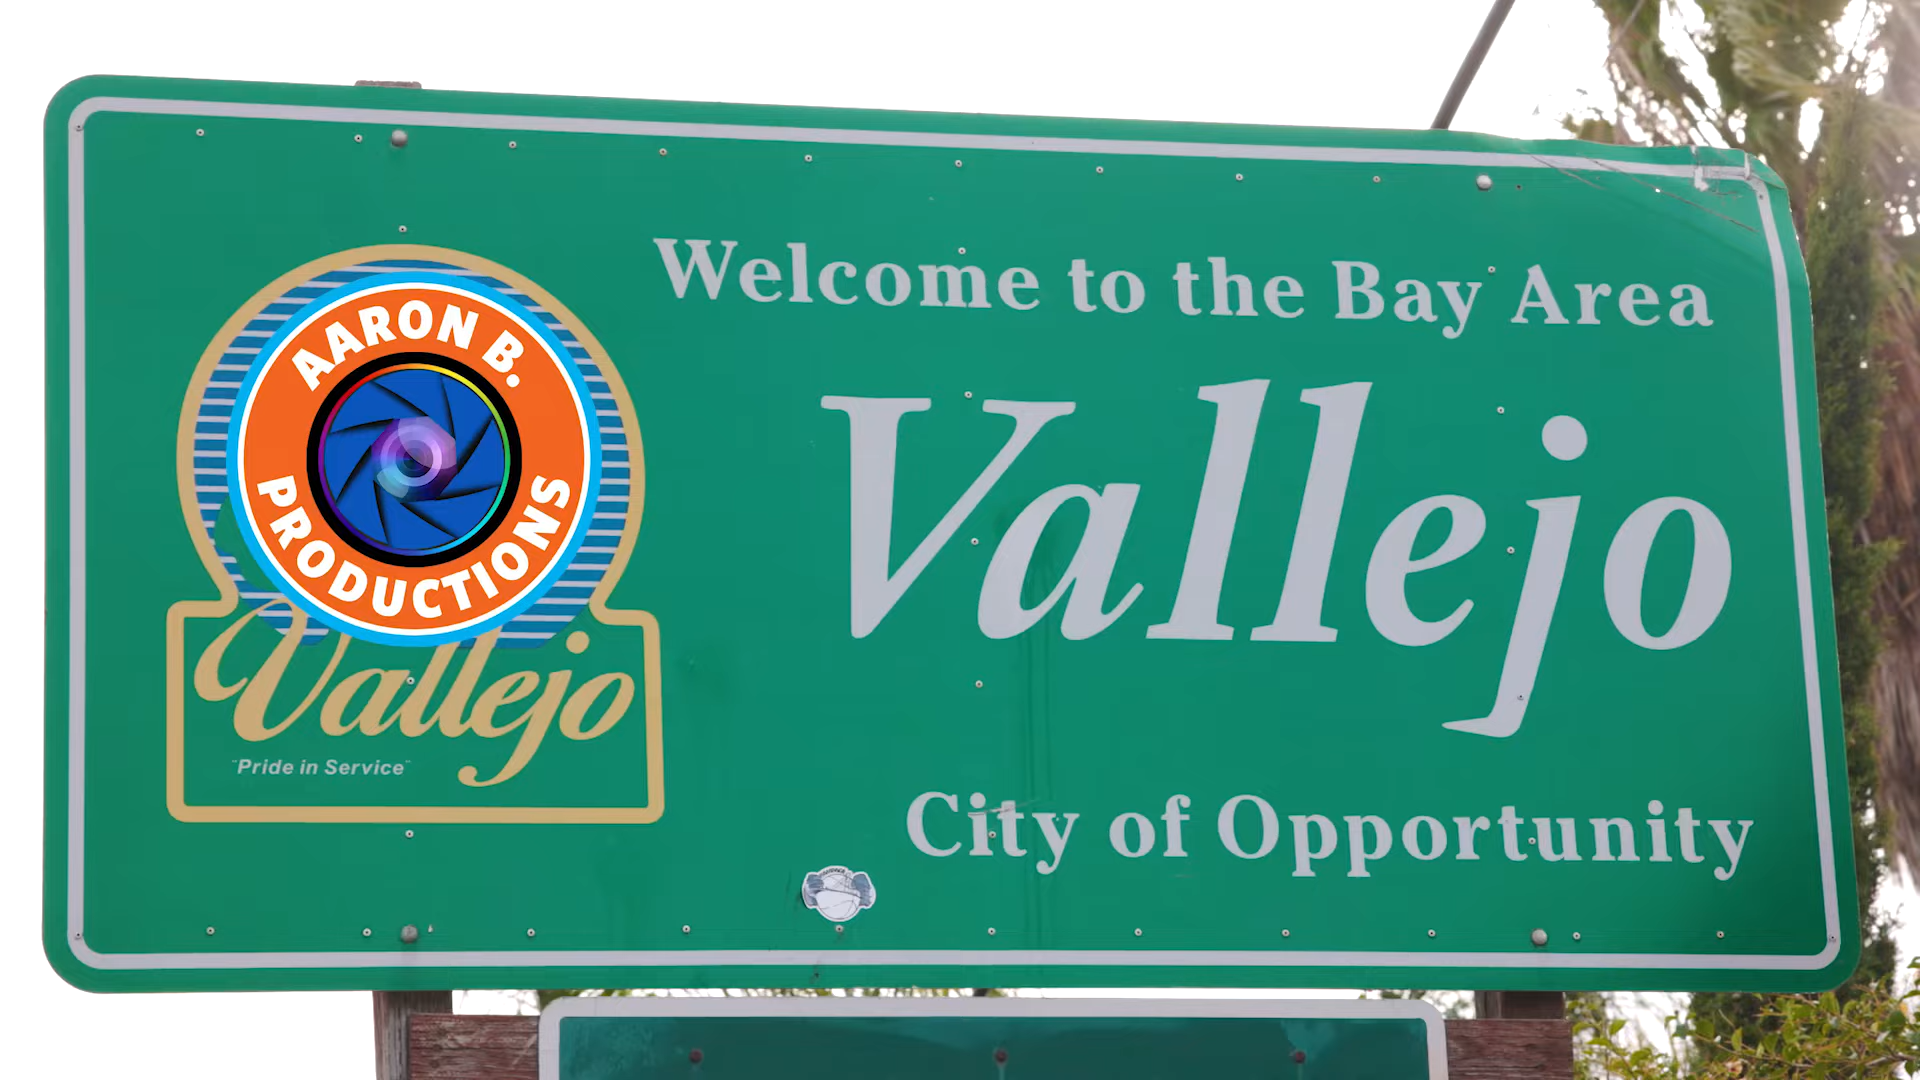 Welcome to the Bay Area
Vallejo
City of Opportunity
AARON B.
PRODUCTIONS
Vallejo
"Pride in Service"